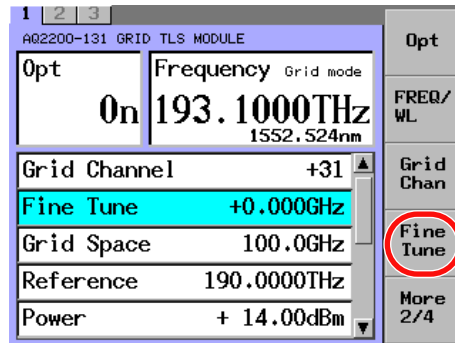 1 2 3
AQ2200-131 GRID TLS MODULE
Opt
On
Frequency Grid mode
193.1000THz
1552.524nm
Grid Channel +31
Fine Tune +0.000GHz
Grid Space 100.0GHz
Reference 190.0000THz
Power + 14.00dBm
Opt
FREQ/
WL
Grid
Chan
Fine
Tune
More
2/4